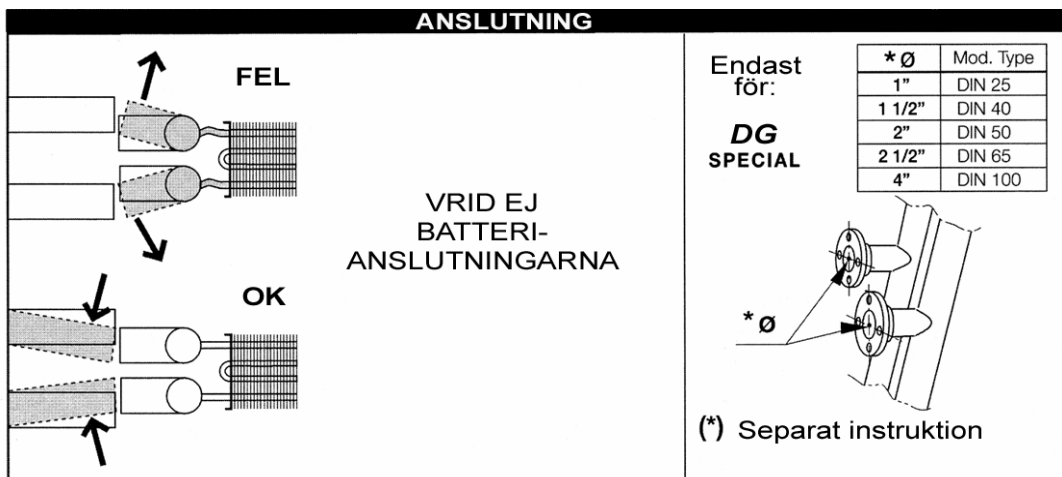 ANSLUTNING
FEL
VRID EJ
BATTERI-
ANSLUTNINGARNA
OK
Endast
för:
DG
SPECIAL
* Ø Mod. Type
1" DIN 25
1 1/2" DIN 40
2" DIN 50
2 1/2" DIN 65
4" DIN 100
* Ø
(*) Separat instruktion